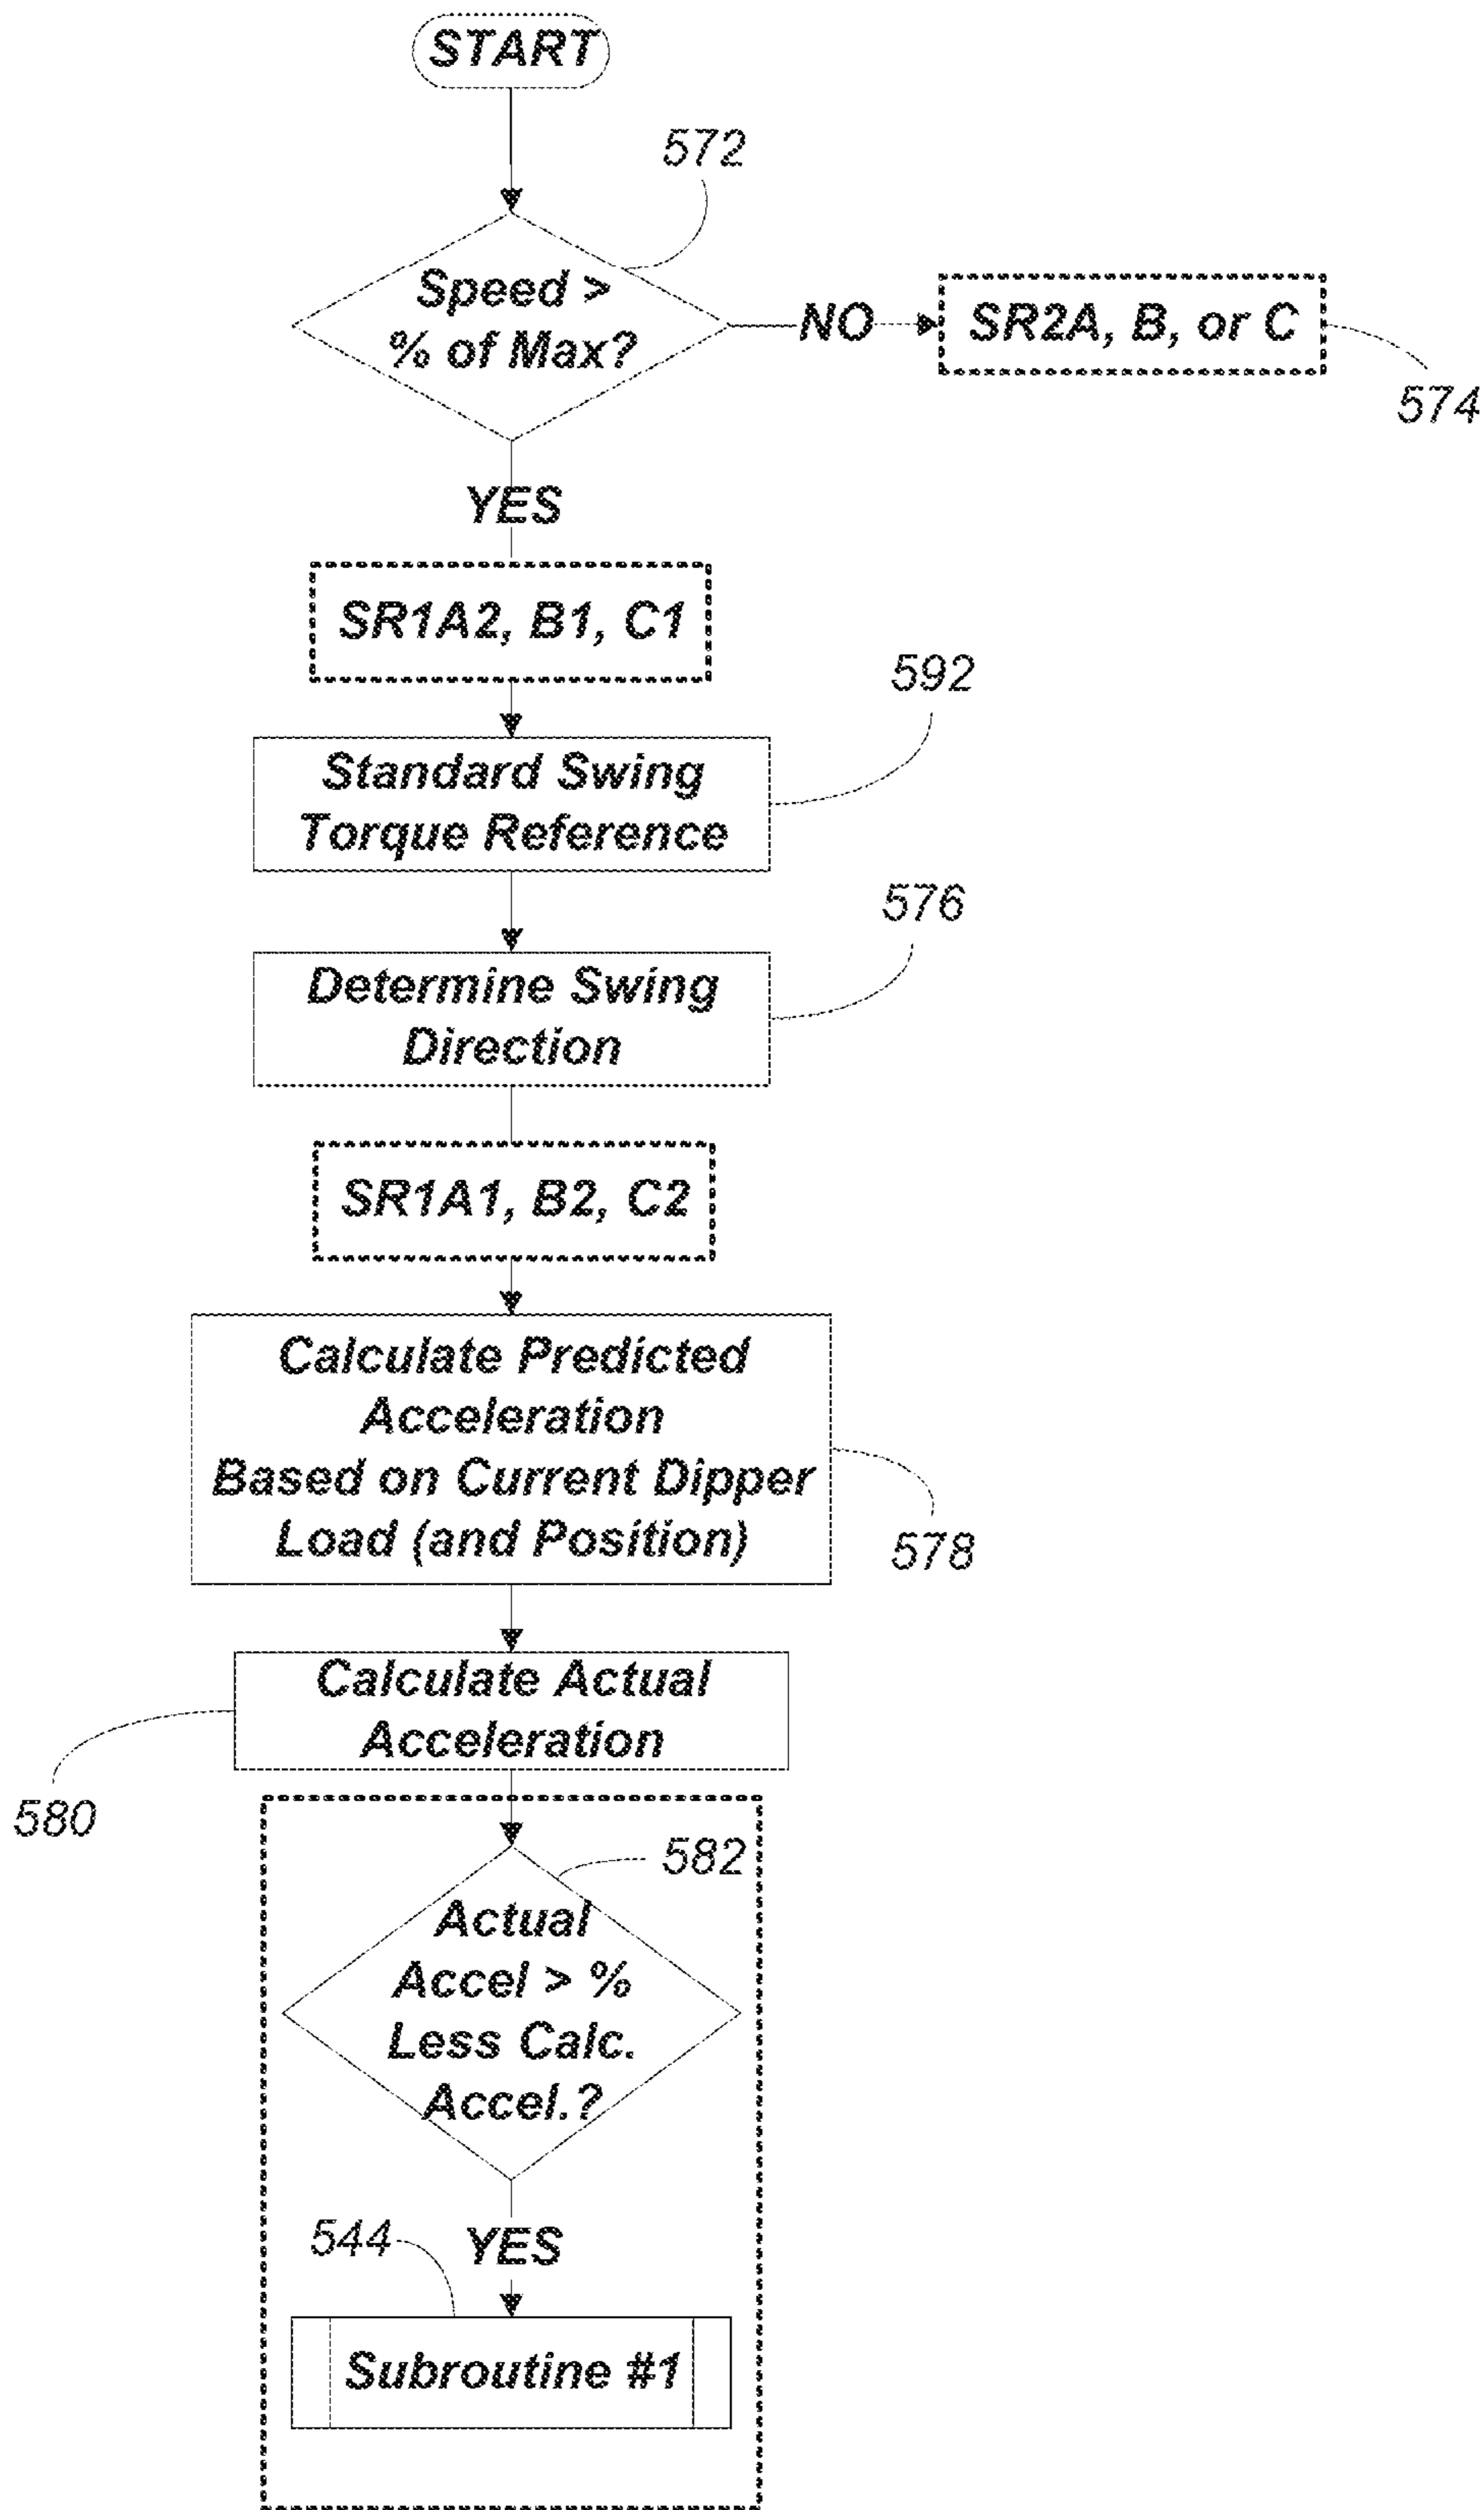 START
572
Speed >
% of Max?
NO
SR2A, B, or C
574
YES
SR1A2, B1, C1
592
Standard Swing
Torque Reference
576
Determine Swing
Direction
SR1A1, B2, C2
Calculate Predicted
Acceleration
Based on Current Dipper
Load (and Position)
578
Calculate Actual
Acceleration
580
582
Actual
Accel > %
Less Calc.
Accel.?
544
YES
Subroutine #1